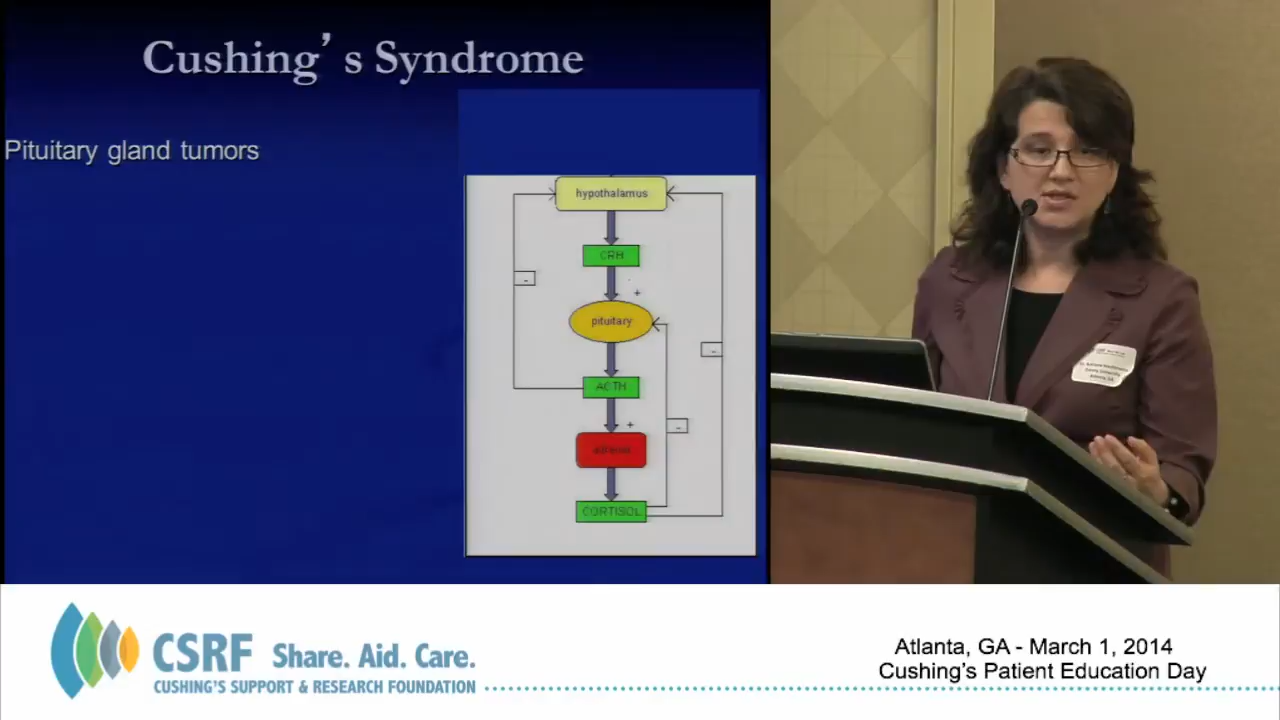 Cushing's Syndrome
Pituitary gland tumors
hypothalamus
CRH
-
+
pituitary
-
ACTH
+
-
adrenal
CORTISOL
CSRF Share. Aid. Care.
CUSHING'S SUPPORT & RESEARCH FOUNDATION
Atlanta, GA - March 1, 2014
Cushing's Patient Education Day